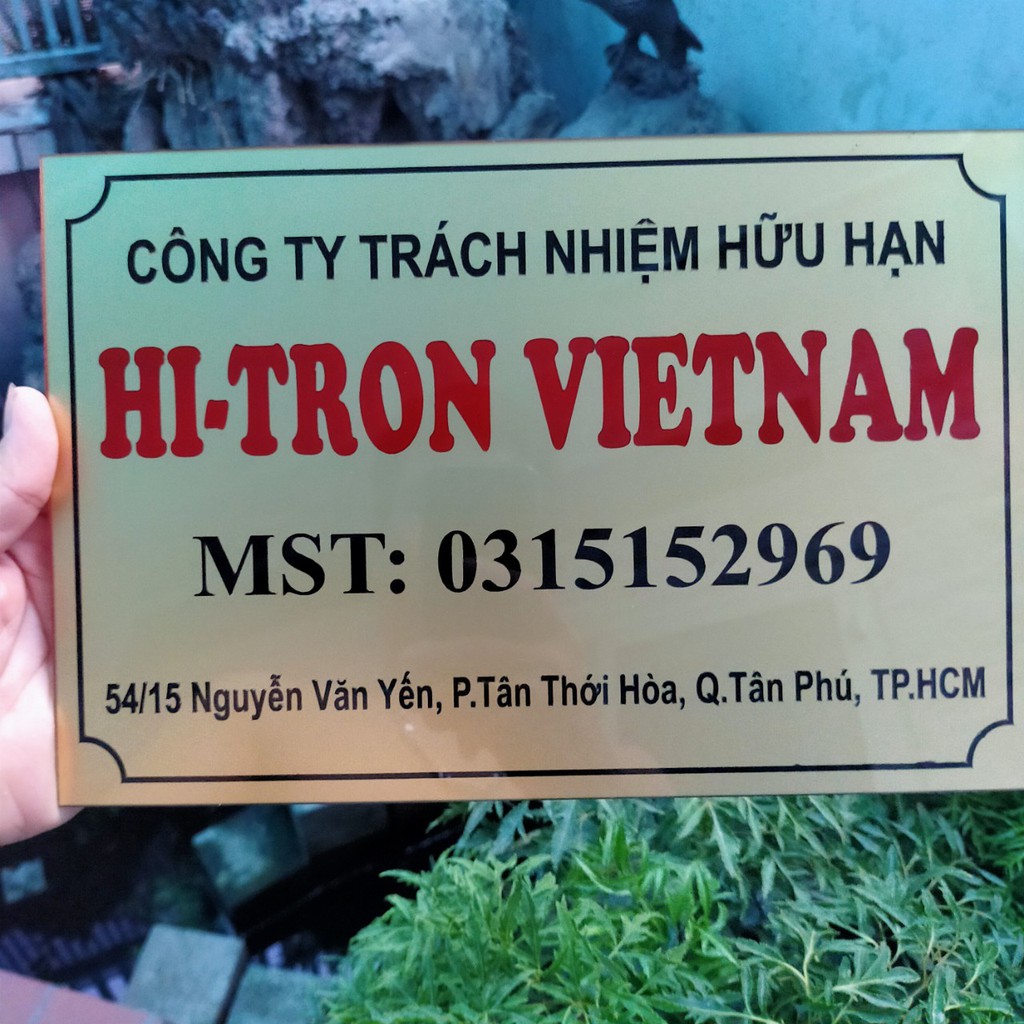 CÔNG TY TRÁCH NHIỆM HỮU HẠN
HI-TRON VIETNAM
MST: 0315152969
54/15 Nguyễn Văn Yến, P.Tân Thới Hòa, Q.Tân Phú, TP.HCM